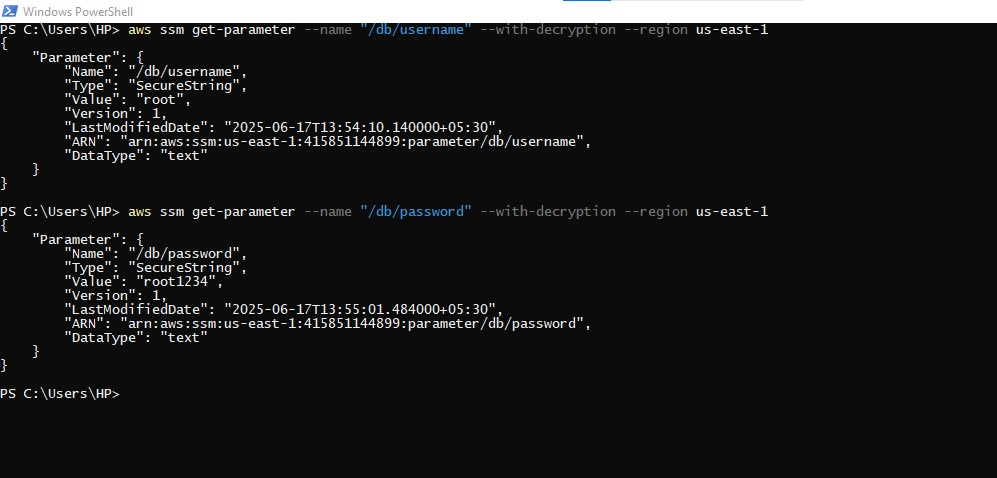 Windows PowerShell
PS C:\Users\HP> aws ssm get-parameter --name "/db/username" --with-decryption --region us-east-1
{
    "Parameter": {
        "Name": "/db/username",
        "Type": "SecureString",
        "Value": "root",
        "Version": 1,
        "LastModifiedDate": "2025-06-17T13:54:10.140000+05:30",
        "ARN": "arn:aws:ssm:us-east-1:415851144899:parameter/db/username",
        "DataType": "text"
    }
}
PS C:\Users\HP> aws ssm get-parameter --name "/db/password" --with-decryption --region us-east-1
{
    "Parameter": {
        "Name": "/db/password",
        "Type": "SecureString",
        "Value": "root1234",
        "Version": 1,
        "LastModifiedDate": "2025-06-17T13:55:01.484000+05:30",
        "ARN": "arn:aws:ssm:us-east-1:415851144899:parameter/db/password",
        "DataType": "text"
    }
}
PS C:\Users\HP>